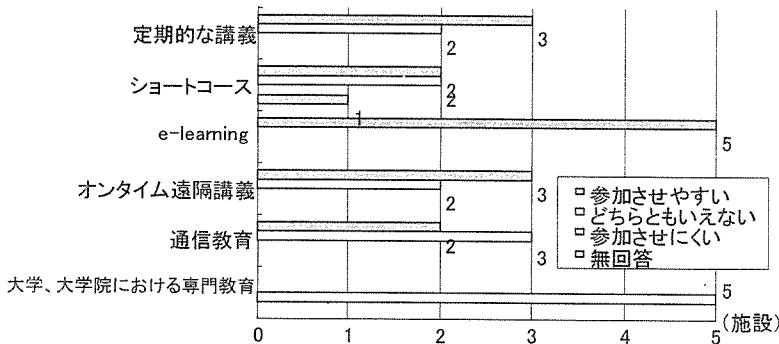 定期的な講義
3
2
ショートコース
2
2
1
e-learning
5
オンタイム遠隔講義
3
2
通信教育
2
3
大学、大学院における専門教育
5
参加させやすい
どちらともいえない
参加させにくい
無回答
0 1 2 3 4 5
(施設)